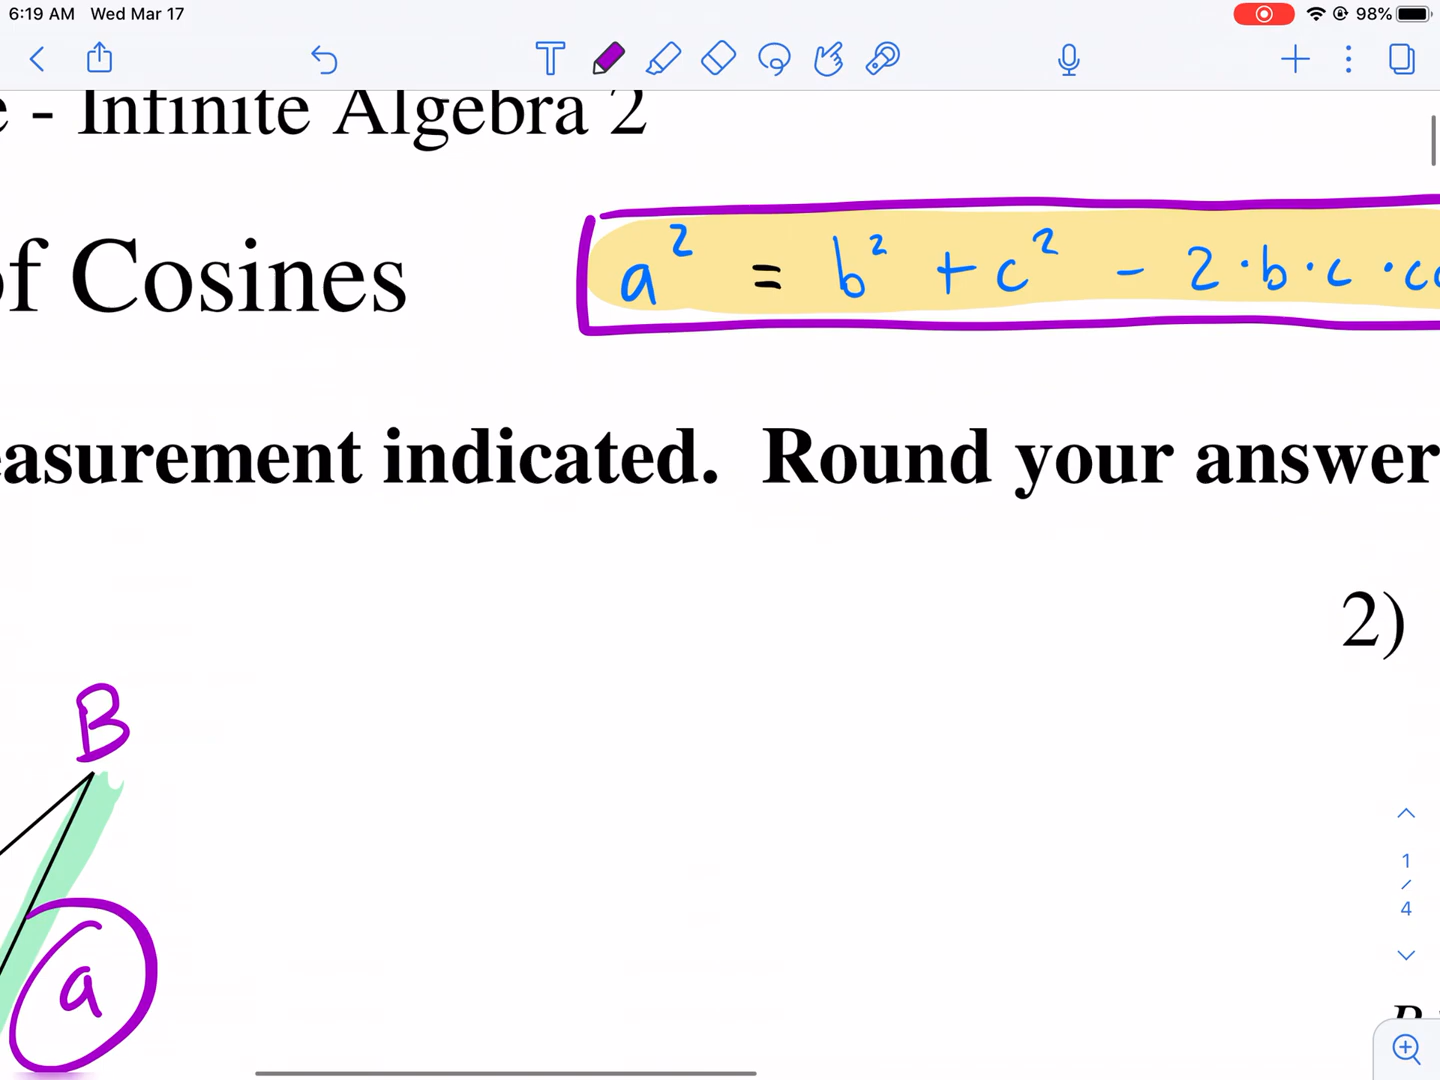 6:19 AM Wed Mar 17 98%
T
- Infinite Algebra 2
of Cosines
a² = b² + c² - 2·b·c·co
easurement indicated. Round your answer
2)
B
a
1
/
4